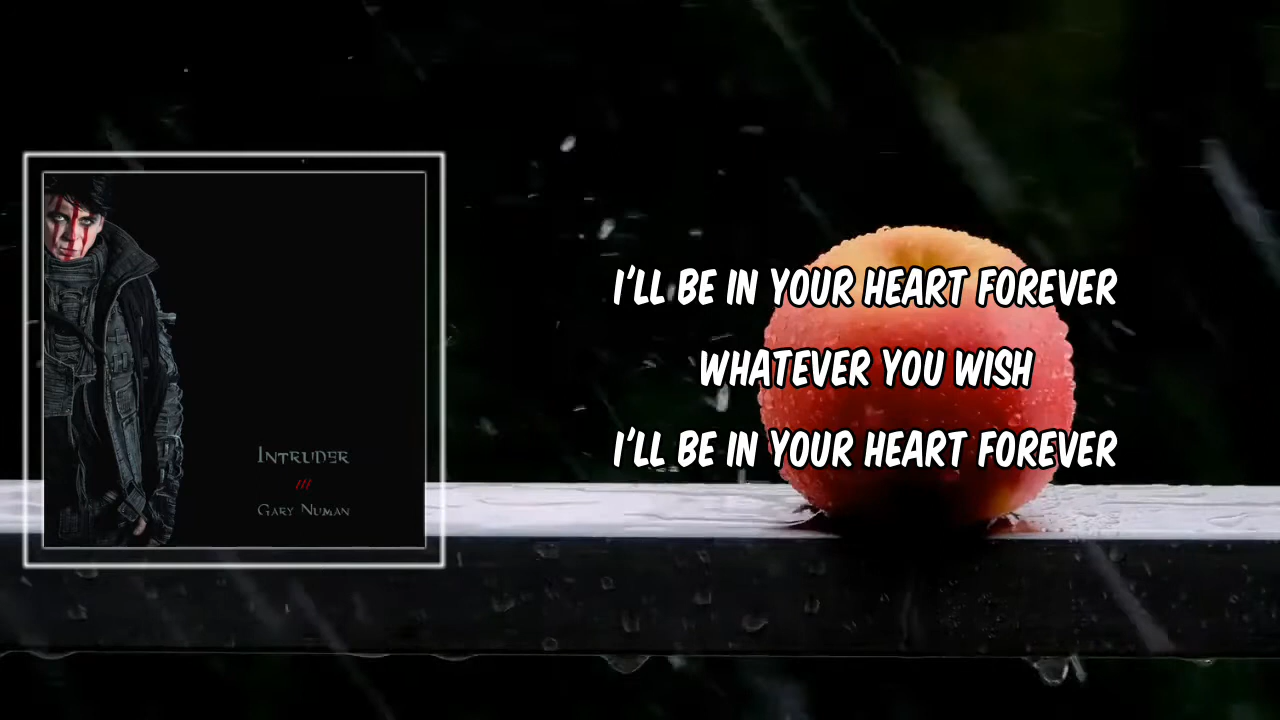 INTRUDER
///
GARY NUMAN
I'LL BE IN YOUR HEART FOREVER
WHATEVER YOU WISH
I'LL BE IN YOUR HEART FOREVER